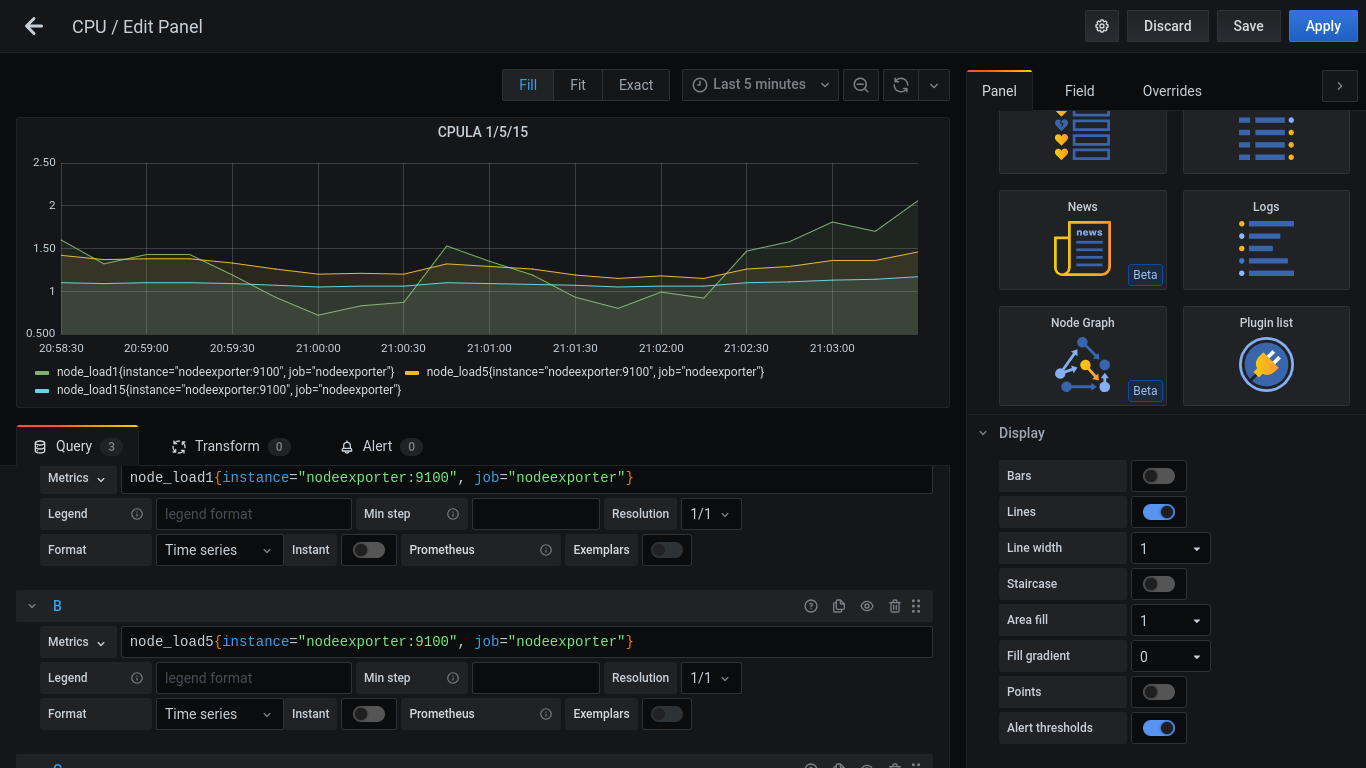 CPU / Edit Panel
Discard
Save
Apply
Fill
Fit
Exact
Last 5 minutes
Panel
Field
Overrides
CPULA 1/5/15
2.50
2
1.50
1
0.500
20:58:30
20:59:00
20:59:30
21:00:00
21:00:30
21:01:00
21:01:30
21:02:00
21:02:30
21:03:00
node_load1{instance="nodeexporter:9100", job="nodeexporter"}
node_load5{instance="nodeexporter:9100", job="nodeexporter"}
node_load15{instance="nodeexporter:9100", job="nodeexporter"}
Query 3
Transform 0
Alert 0
Metrics
node_load1{instance="nodeexporter:9100", job="nodeexporter"}
Legend
legend format
Min step
Resolution
1/1
Format
Time series
Instant
Prometheus
Exemplars
B
Metrics
node_load5{instance="nodeexporter:9100", job="nodeexporter"}
Legend
legend format
Min step
Resolution
1/1
Format
Time series
Instant
Prometheus
Exemplars
News
news
Beta
Logs
Node Graph
Beta
Plugin list
Display
Bars
Lines
Line width
1
Staircase
Area fill
1
Fill gradient
0
Points
Alert thresholds